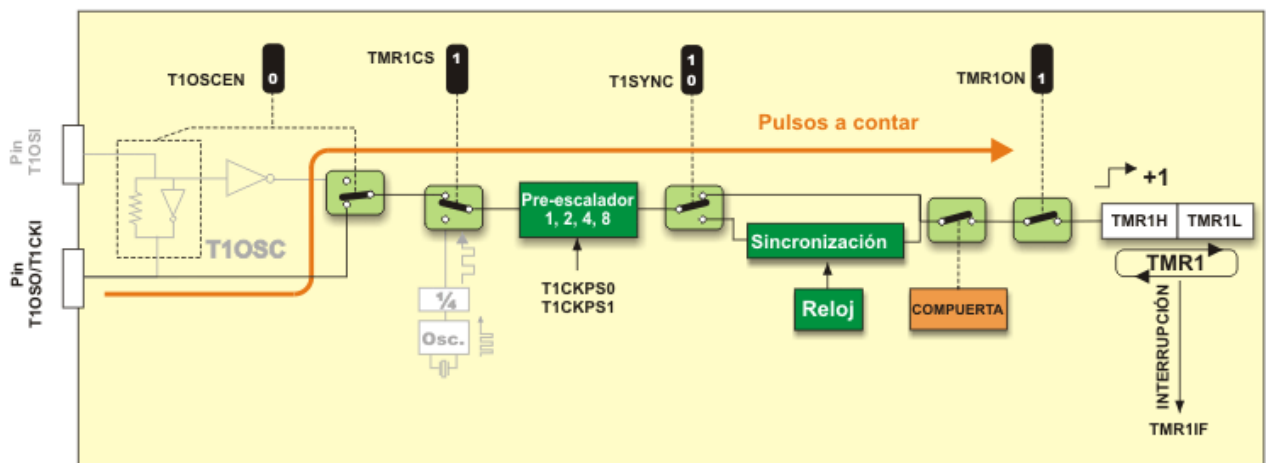 T1OSCEN
0
TMR1CS
1
T1SYNC
1
0
TMR1ON
1
Pulsos a contar
Pin
T1OSI
T1OSC
Pin
T1OSO/T1CKI
Pre-escalador
1, 2, 4, 8
T1CKPS0
T1CKPS1
1/4
Osc.
Sincronización
Reloj
COMPUERTA
+1
TMR1H
TMR1L
TMR1
INTERRUPCIÓN
TMR1IF